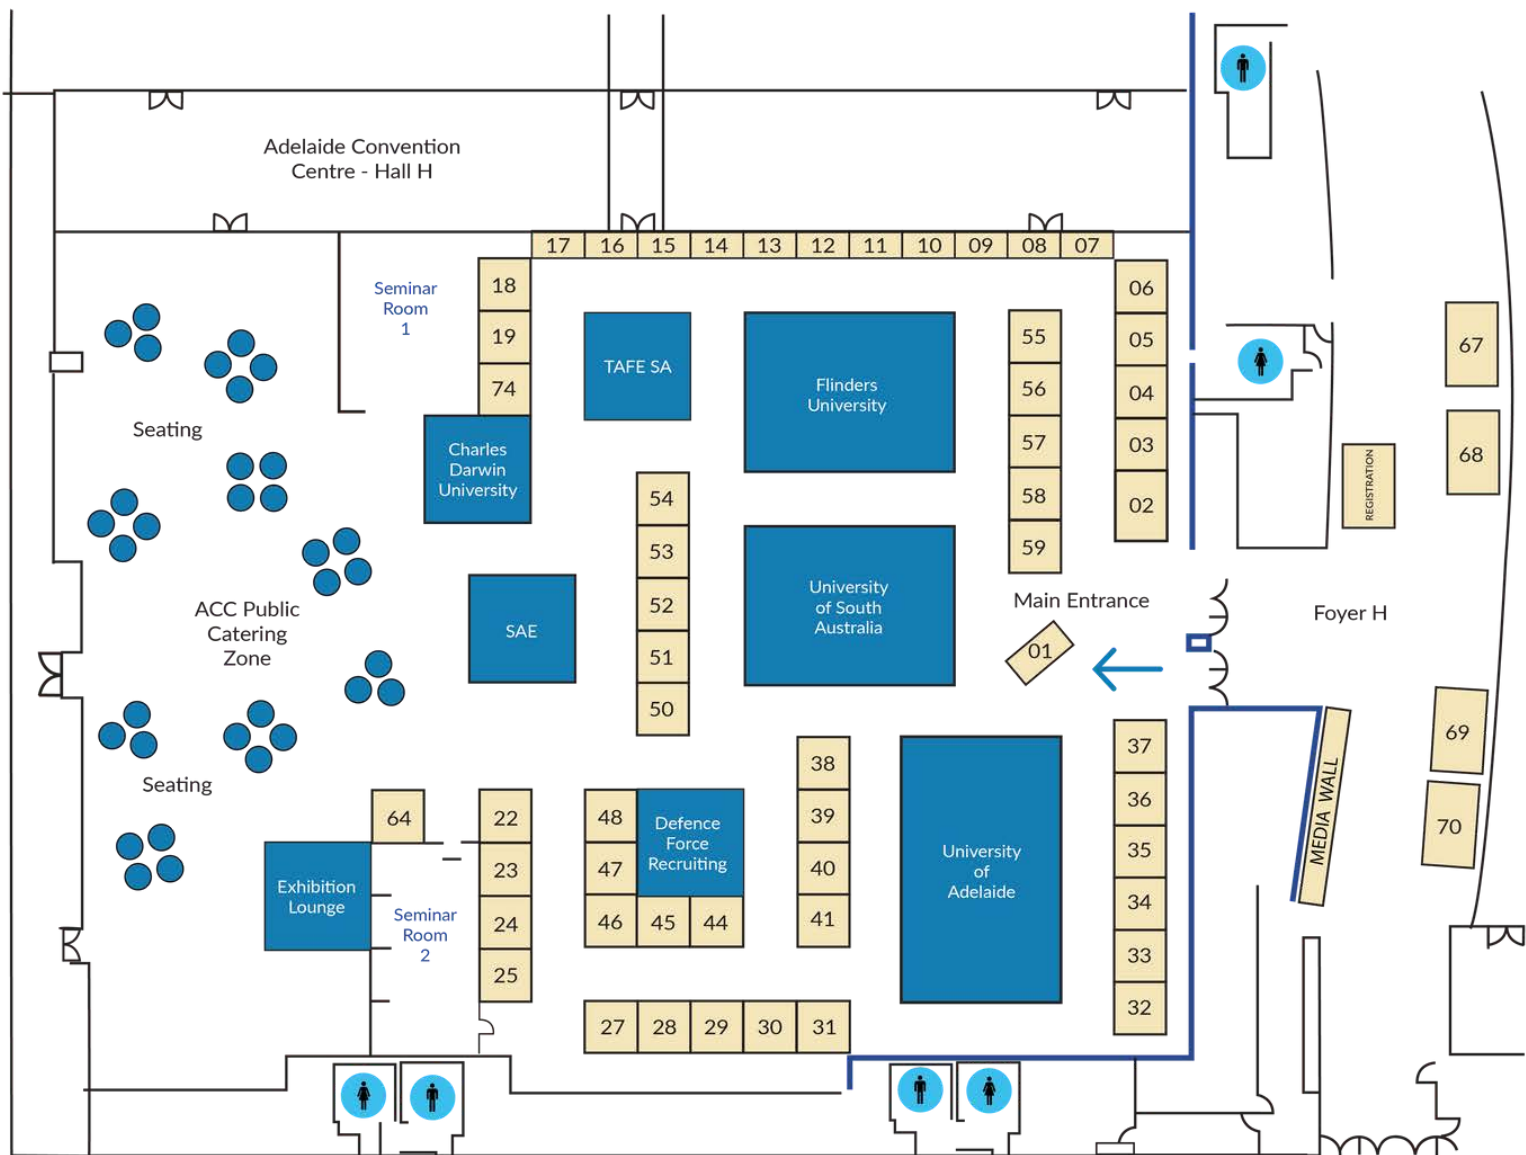 Adelaide Convention
Centre - Hall H
17 16 15 14 13 12 11 10 09 08 07
Seminar
Room
1
18
19
74
06
05
04
03
02
55
56
57
58
59
TAFE SA
Flinders
University
67
68
REGISTRATION
Seating
Charles
Darwin
University
54
53
52
51
50
University
of South
Australia
SAE
ACC Public
Catering
Zone
Main Entrance
01
Foyer H
Seating
64
22
23
24
25
48
47
46 45 44
Defence
Force
Recruiting
38
39
40
41
University
of
Adelaide
37
36
35
34
33
32
MEDIA WALL
69
70
Exhibition
Lounge
Seminar
Room
2
27 28 29 30 31